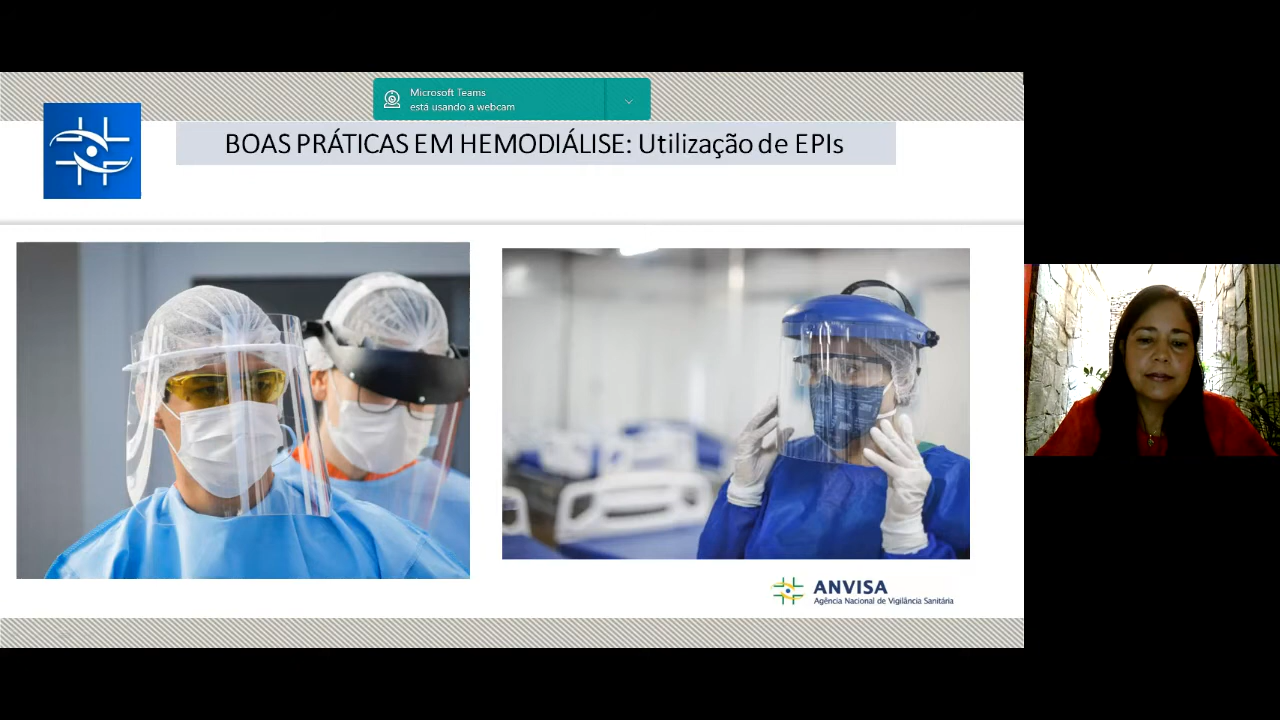 Microsoft Teams
está usando a webcam
BOAS PRÁTICAS EM HEMODIÁLISE: Utilização de EPIs
ANVISA
Agência Nacional de Vigilância Sanitária